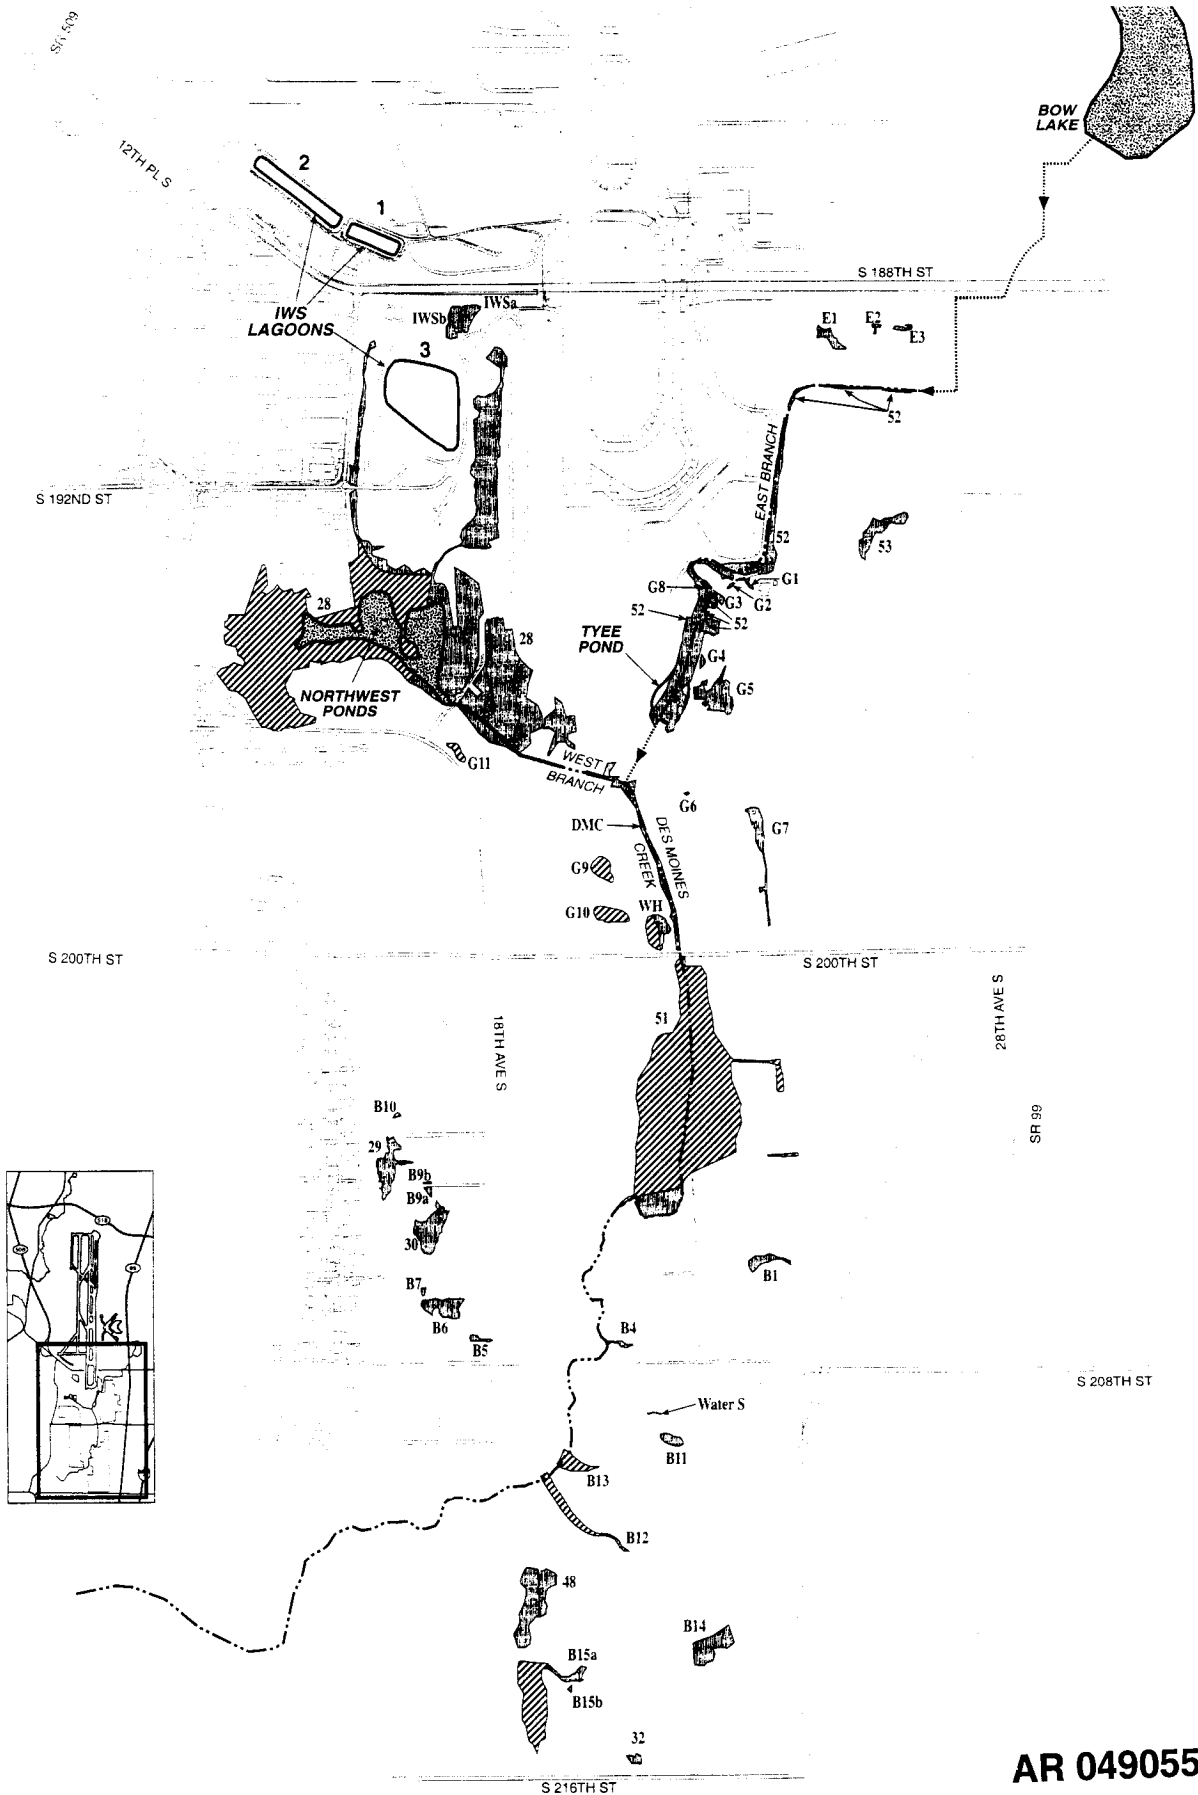 SR 509
BOW
LAKE
12TH PL S
2
1
S 188TH ST
IWS
LAGOONS
IWSa
IWSb
3
E1
E2
E3
52
EAST BRANCH
S 192ND ST
52
53
G8
G1
G2
G3
52
52
28
TYEE
POND
28
G4
G5
NORTHWEST
PONDS
G11
WEST
BRANCH
G6
DMC
DES MOINES
CREEK
G7
G9
G10
WH
S 200TH ST
S 200TH ST
28TH AVE S
51
18TH AVE S
SR 99
B10
29
B9b
B9a
30
B1
B7
B6
B5
B4
S 208TH ST
Water S
B11
B13
B12
48
B14
B15a
B15b
32
S 216TH ST
AR 049055